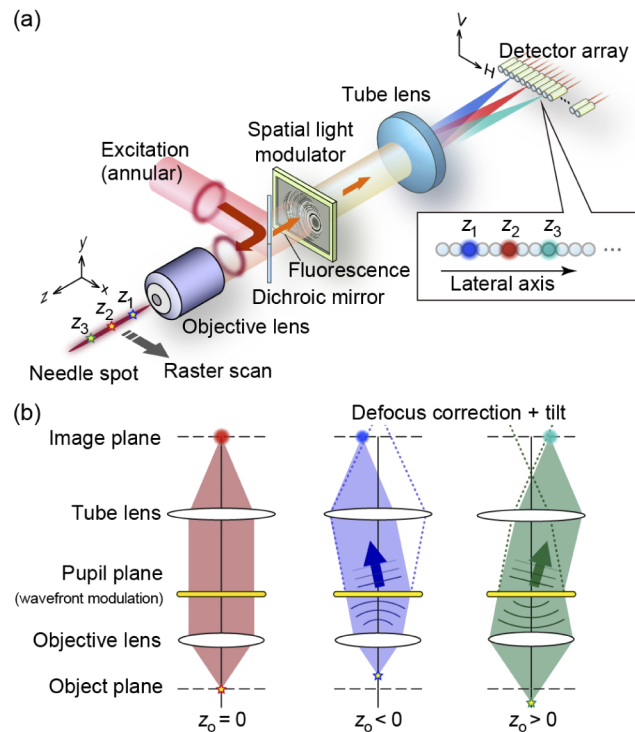 (a)
V
H
Detector array
Tube lens
Spatial light
modulator
Excitation
(annular)
z₁ z₂ z₃
...
Lateral axis
Fluorescence
Dichroic mirror
Objective lens
y
x
z
z₁
z₂
z₃
Needle spot
Raster scan
(b)
Defocus correction + tilt
Image plane
Tube lens
Pupil plane
(wavefront modulation)
Objective lens
Object plane
zₒ = 0 zₒ < 0 zₒ > 0